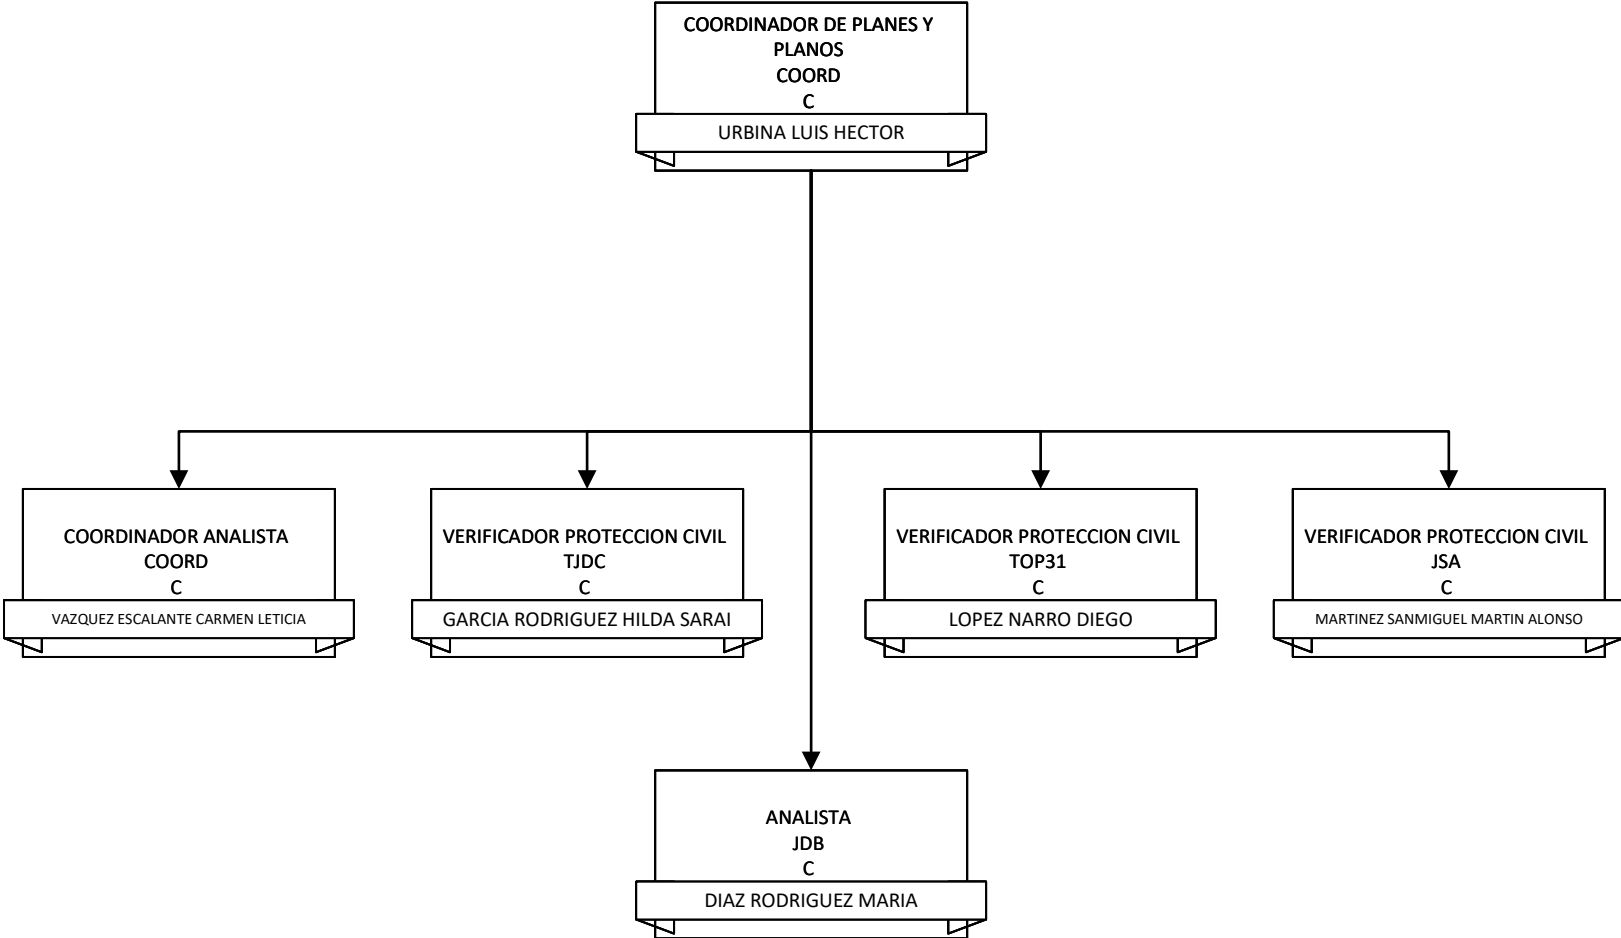 COORDINADOR DE PLANES Y
PLANOS
COORD
C
URBINA LUIS HECTOR
COORDINADOR ANALISTA
COORD
C
VAZQUEZ ESCALANTE CARMEN LETICIA
VERIFICADOR PROTECCION CIVIL
TJDC
C
GARCIA RODRIGUEZ HILDA SARAI
VERIFICADOR PROTECCION CIVIL
TOP31
C
LOPEZ NARRO DIEGO
VERIFICADOR PROTECCION CIVIL
JSA
C
MARTINEZ SANMIGUEL MARTIN ALONSO
ANALISTA
JDB
C
DIAZ RODRIGUEZ MARIA